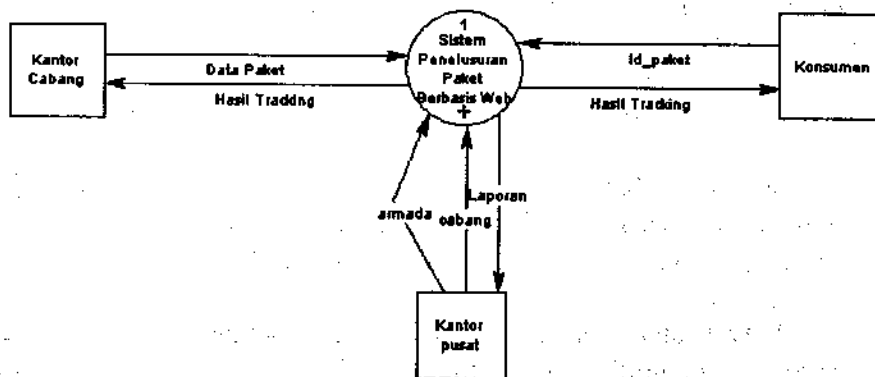 1
Sistem
Penelusuran
Paket
Berbasis Web
+
Kantor
Cabang
Data Paket
Hasil Tracking
Id_paket
Hasil Tracking
Konsumen
armada
cabang
Laporan
Kantor
pusat